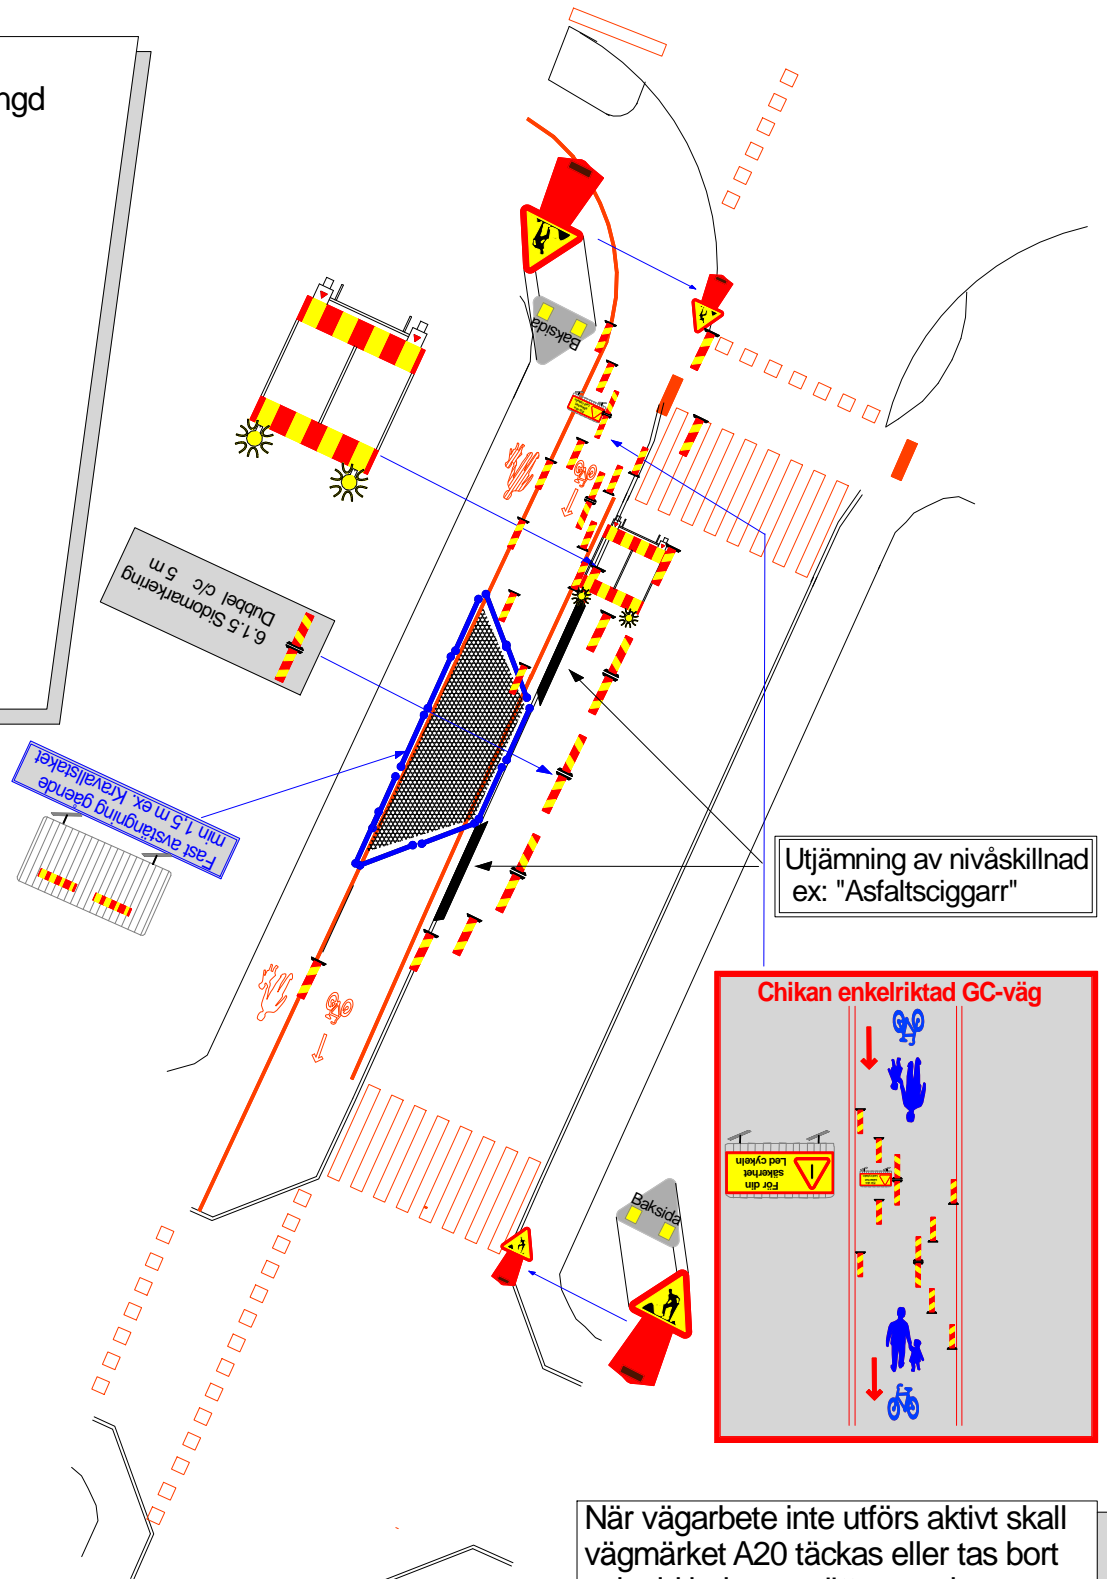 ngd
Baksida
6.1.5 Sidomarkering
Dubbel c/c 5 m
Fast avstängning gående
min 1.5 m ex. Kravallstaket
Utjämning av nivåskillnad
ex: "Asfaltsciggarr"
Chikan enkelriktad GC-väg
För din
säkerhet
Led cykeln
Baksida
När vägarbete inte utförs aktivt skall
vägmärket A20 täckas eller tas bort